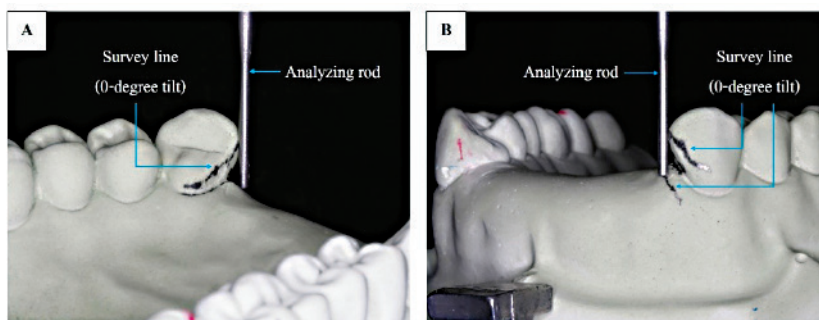 A
Survey line
(0-degree tilt)
Analyzing rod
B
Analyzing rod
Survey line
(0-degree tilt)